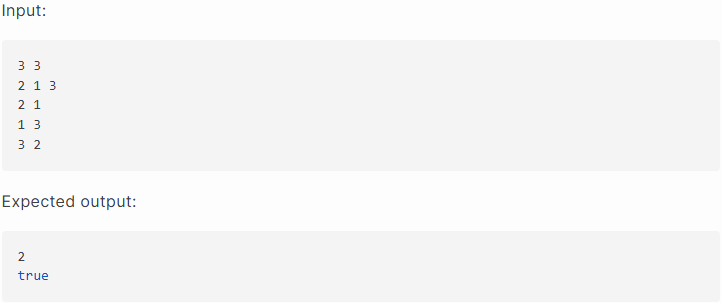 Input:
3 3
2 1 3
2 1
1 3
3 2
Expected output:
2
true